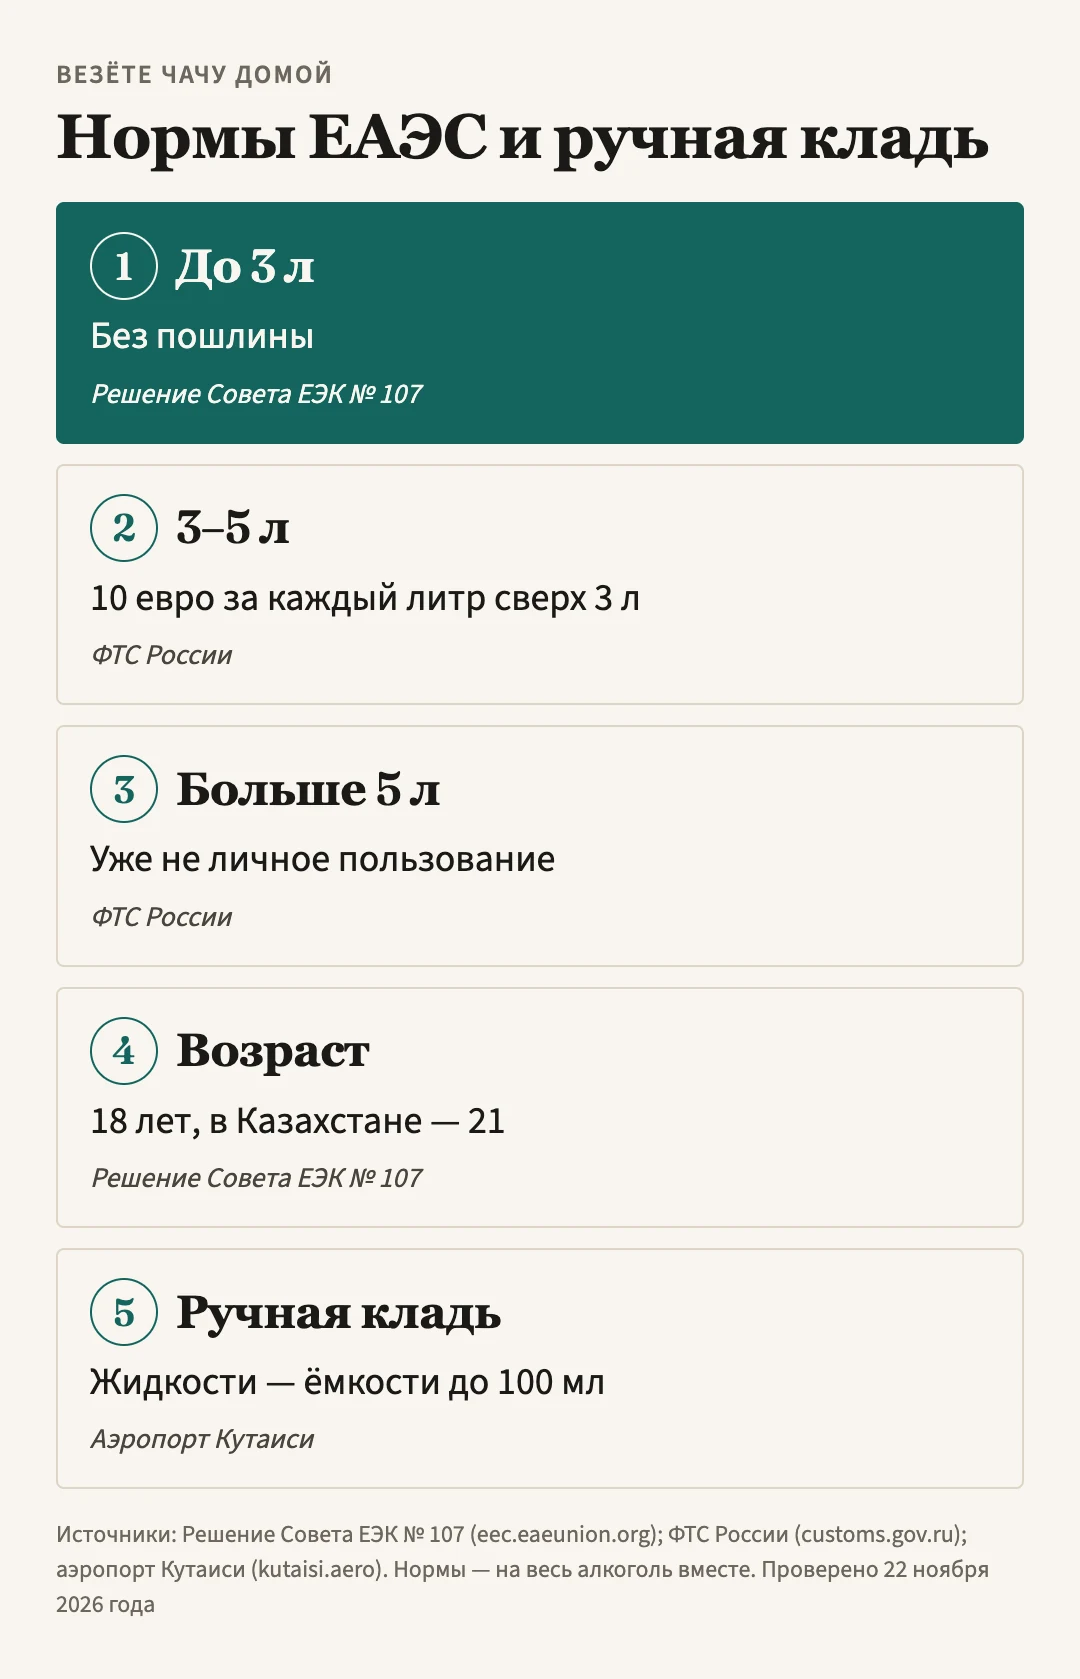 ВЕЗЁТЕ ЧАЧУ ДОМОЙ
Нормы ЕАЭС и ручная кладь
1 До 3 л
Без пошлины
Решение Совета ЕЭК № 107
2 3–5 л
10 евро за каждый литр сверх 3 л
ФТС России
3 Больше 5 л
Уже не личное пользование
ФТС России
4 Возраст
18 лет, в Казахстане — 21
Решение Совета ЕЭК № 107
5 Ручная кладь
Жидкости — ёмкости до 100 мл
Аэропорт Кутаиси
Источники: Решение Совета ЕЭК № 107 (eec.eaeunion.org); ФТС России (customs.gov.ru);
аэропорт Кутаиси (kutaisi.aero). Нормы — на весь алкоголь вместе. Проверено 22 ноября
2026 года